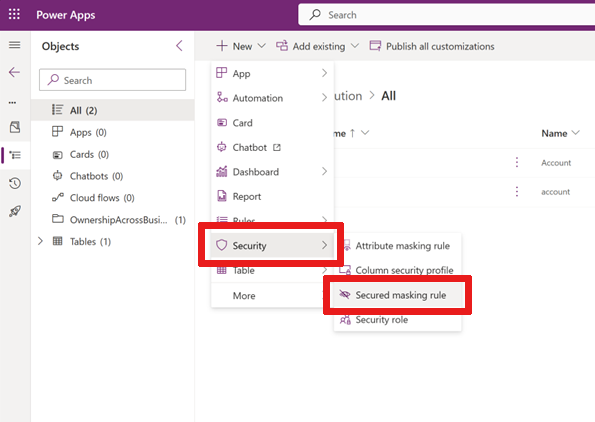 Power Apps
Search
Objects
New
Add existing
Publish all customizations
Search
All (2)
Apps (0)
Cards (0)
Chatbots (0)
Cloud flows (0)
OwnershipAcrossBusi... (1)
Tables (1)
App
Automation
Card
Chatbot
Dashboard
Report
Rules
Security
Table
More
ution > All
me
Name
Account
account
Attribute masking rule
Column security profile
Secured masking rule
Security role